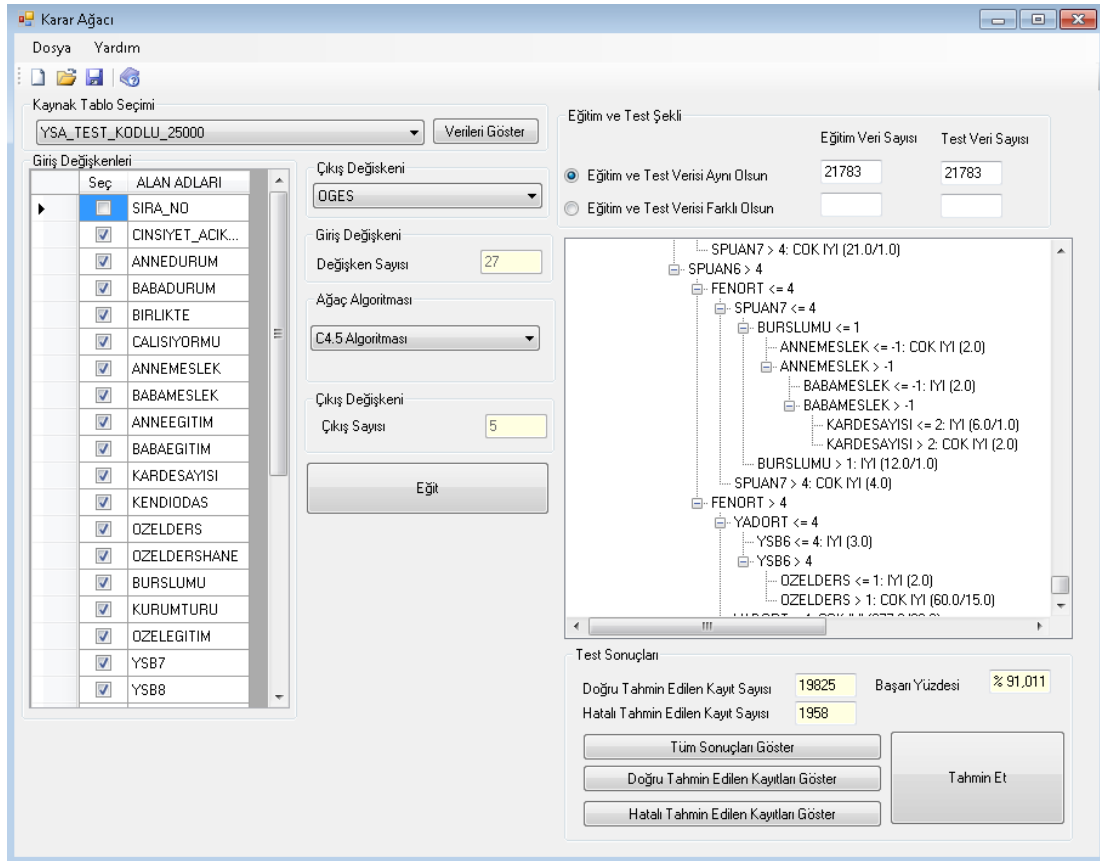 Karar Ağacı
Dosya Yardım
Kaynak Tablo Seçimi
YSA_TEST_KODLU_25000
Verileri Göster
Giriş Değişkenleri
Seç ALAN ADLARI
SIRA_NO
CINSIYET_ACIK...
ANNEDURUM
BABADURUM
BIRLIKTE
CALISIYORMU
ANNEMESLEK
BABAMESLEK
ANNEEGITIM
BABAEGITIM
KARDESAYISI
KENDIODAS
OZELDERS
OZELDERSHANE
BURSLUMU
KURUMTURU
OZELEGITIM
YSB7
YSB8
Çıkış Değişkeni
OGES
Giriş Değişkeni
Değişken Sayısı 27
Ağaç Algoritması
C4.5 Algoritması
Çıkış Değişkeni
Çıkış Sayısı 5
Eğit
Eğitim ve Test Şekli
Eğitim Veri Sayısı Test Veri Sayısı
Eğitim ve Test Verisi Aynı Olsun 21783 21783
Eğitim ve Test Verisi Farklı Olsun
SPUAN7 > 4: COK IYI (21.0/1.0)
SPUAN6 > 4
FENORT <= 4
SPUAN7 <= 4
BURSLUMU <= 1
ANNEMESLEK <= -1: COK IYI (2.0)
ANNEMESLEK > -1
BABAMESLEK <= -1: IYI (2.0)
BABAMESLEK > -1
KARDESAYISI <= 2: IYI (6.0/1.0)
KARDESAYISI > 2: COK IYI (2.0)
BURSLUMU > 1: IYI (12.0/1.0)
SPUAN7 > 4: COK IYI (4.0)
FENORT > 4
YADORT <= 4
YSB6 <= 4: IYI (3.0)
YSB6 > 4
OZELDERS <= 1: IYI (2.0)
OZELDERS > 1: COK IYI (60.0/15.0)
Test Sonuçları
Doğru Tahmin Edilen Kayıt Sayısı 19825 Başarı Yüzdesi % 91,011
Hatalı Tahmin Edilen Kayıt Sayısı 1958
Tüm Sonuçları Göster
Doğru Tahmin Edilen Kayıtları Göster
Hatalı Tahmin Edilen Kayıtları Göster
Tahmin Et